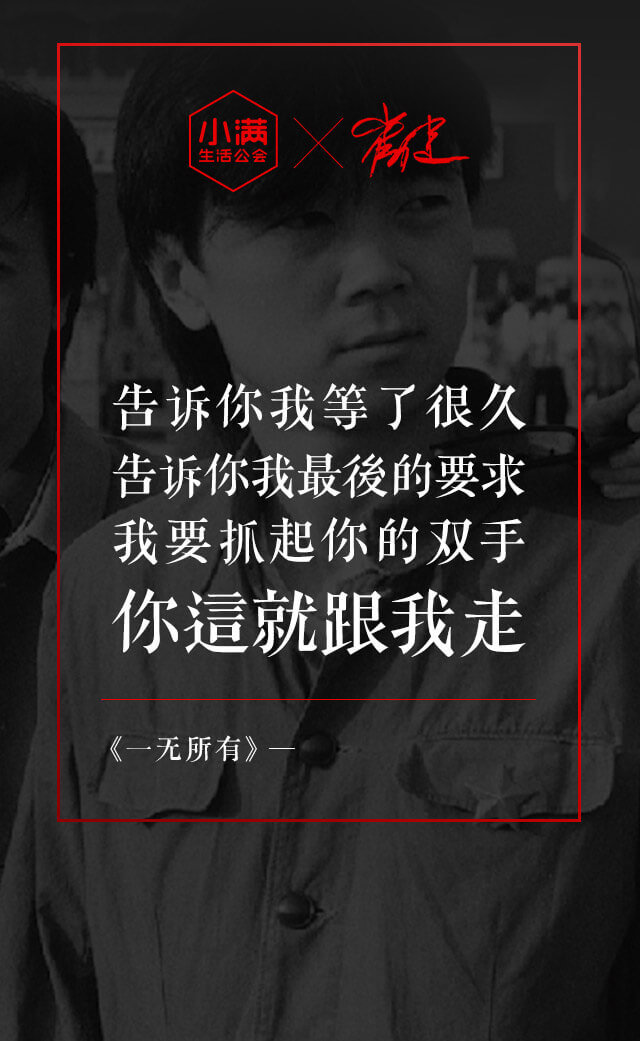 小满
生活公会
崔健
告诉你我等了很久
告诉你我最後的要求
我要抓起你的双手
你這就跟我走
《一无所有》—